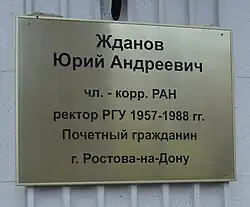 Жданов
Юрий Андреевич
чл. - корр. РАН
ректор РГУ 1957-1988 гг.
Почетный гражданин
г. Ростова-на-Дону